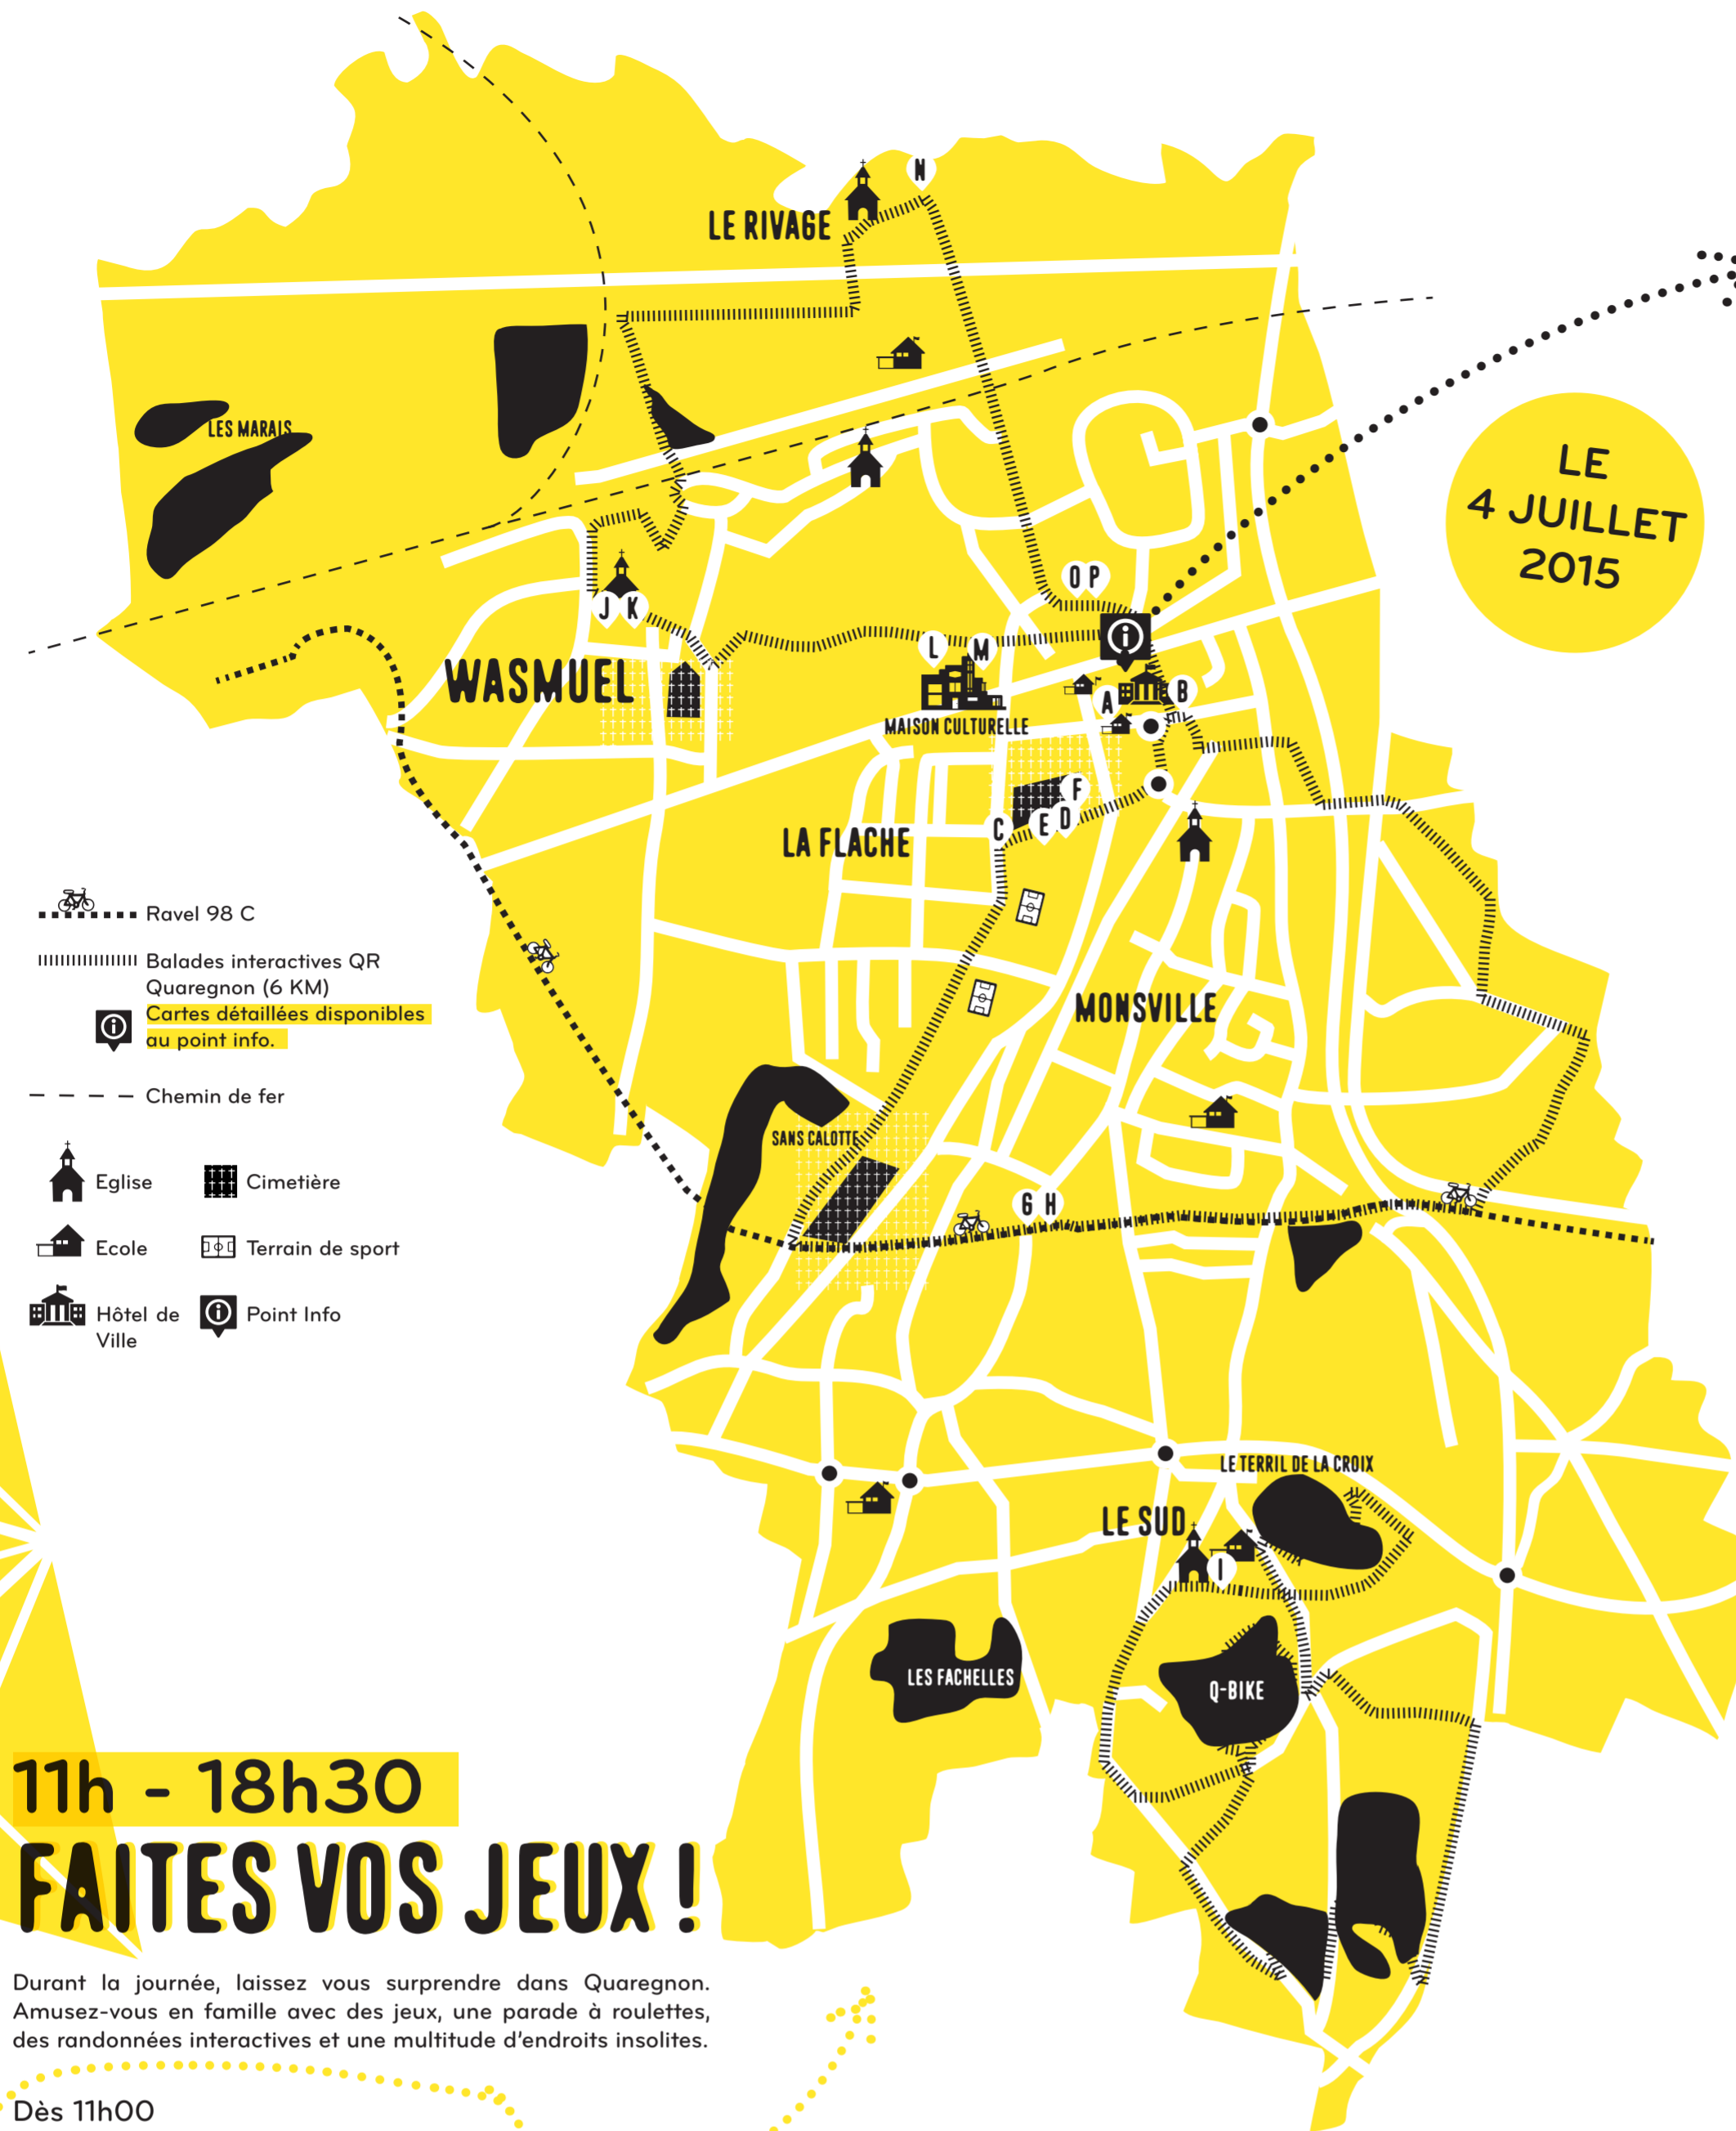 N
LE RIVAGE
LES MARAIS
LE
4 JUILLET
2015
O P
J K
L M
WASMUEL
A
B
MAISON CULTURELLE
F
C
E D
LA FLACHE
Ravel 98 C
Balades interactives QR
Quaregnon (6 KM)
Cartes détaillées disponibles
au point info.
MONSVILLE
Chemin de fer
SANS CALOTTE
Eglise
Cimetière
G H
Ecole
Terrain de sport
Hôtel de
Ville
Point Info
LE TERRIL DE LA CROIX
LE SUD
I
LES FACHELLES
Q-BIKE
11h - 18h30
FAITES VOS JEUX !
Durant la journée, laissez vous surprendre dans Quaregnon.
Amusez-vous en famille avec des jeux, une parade à roulettes,
des randonnées interactives et une multitude d'endroits insolites.
Dès 11h00